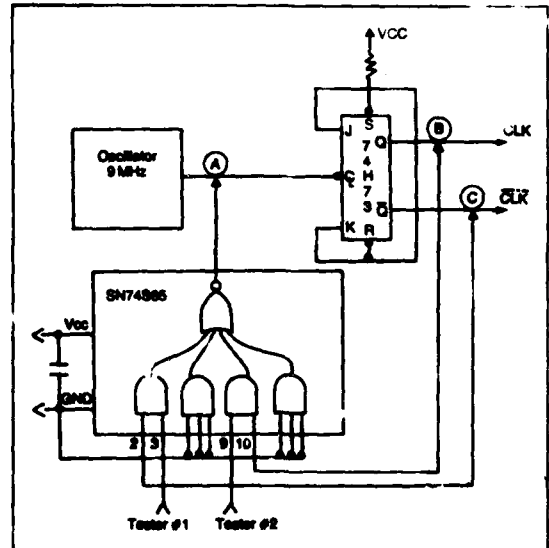 VCC
J
S
Q
B
CLK
Oscillator
9 MHz
A
C
7
4
H
7
3
Q
C
CLK
K
R
SN74S65
Vcc
GND
2 3
9 10
Tester #1 Tester #2